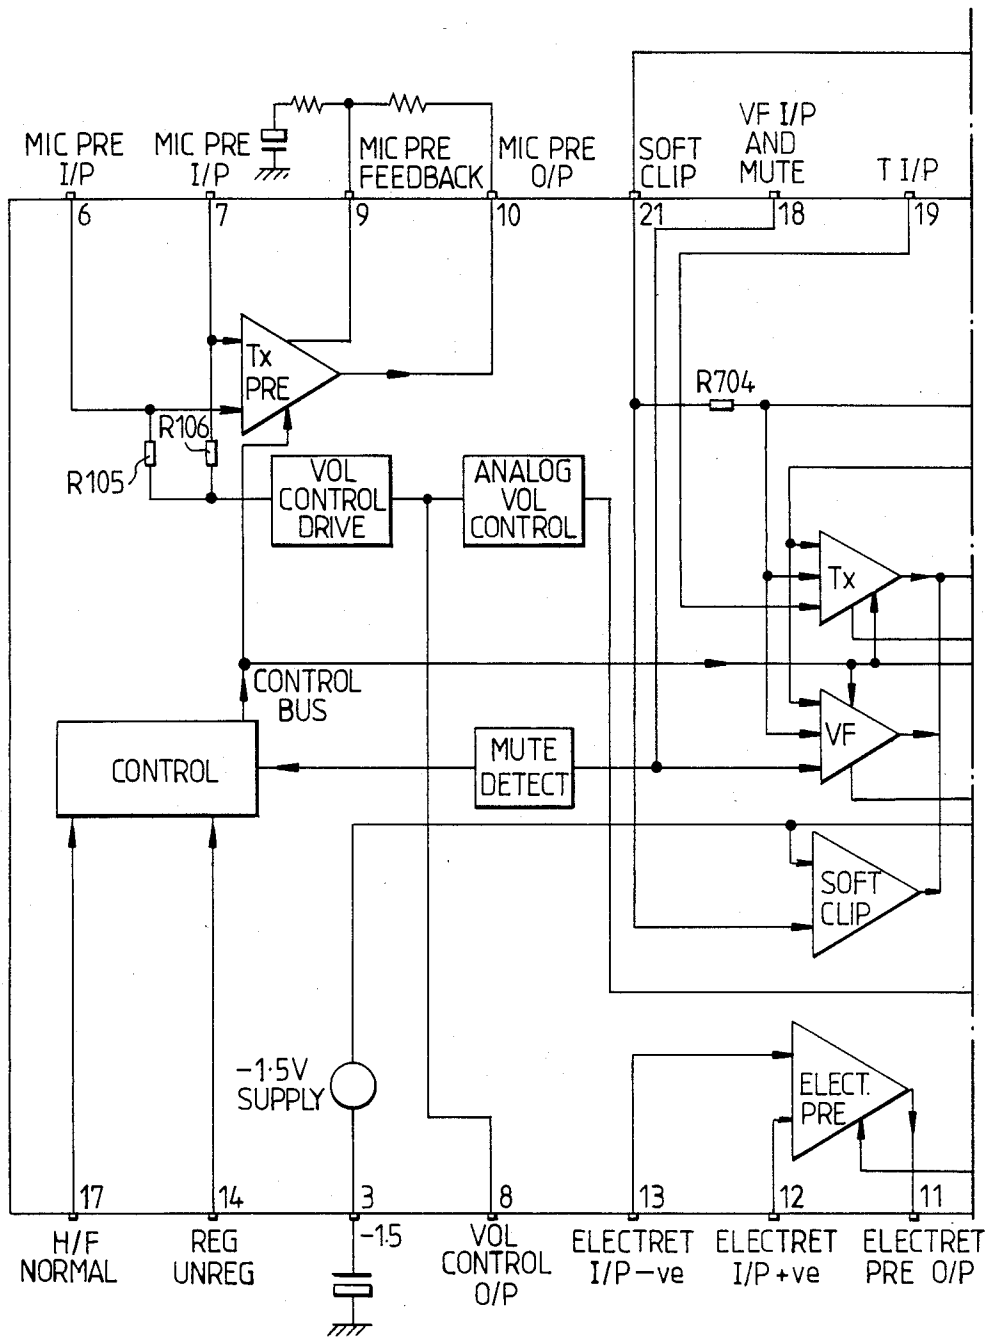 MIC PRE
I/P
MIC PRE
I/P
MIC PRE
FEEDBACK
MIC PRE
O/P
SOFT
CLIP
VF I/P
AND
MUTE
T I/P
6
7
9
10
21
18
19
Tx
PRE
R704
R106
R105
VOL
CONTROL
DRIVE
ANALOG
VOL
CONTROL
Tx
CONTROL
BUS
VF
CONTROL
MUTE
DETECT
SOFT
CLIP
-1·5V
SUPPLY
ELECT.
PRE
17
14
3
8
13
12
11
H/F
NORMAL
REG
UNREG
-1.5
VOL
CONTROL
O/P
ELECTRET
I/P-ve
ELECTRET
I/P+ve
ELECTRET
PRE O/P